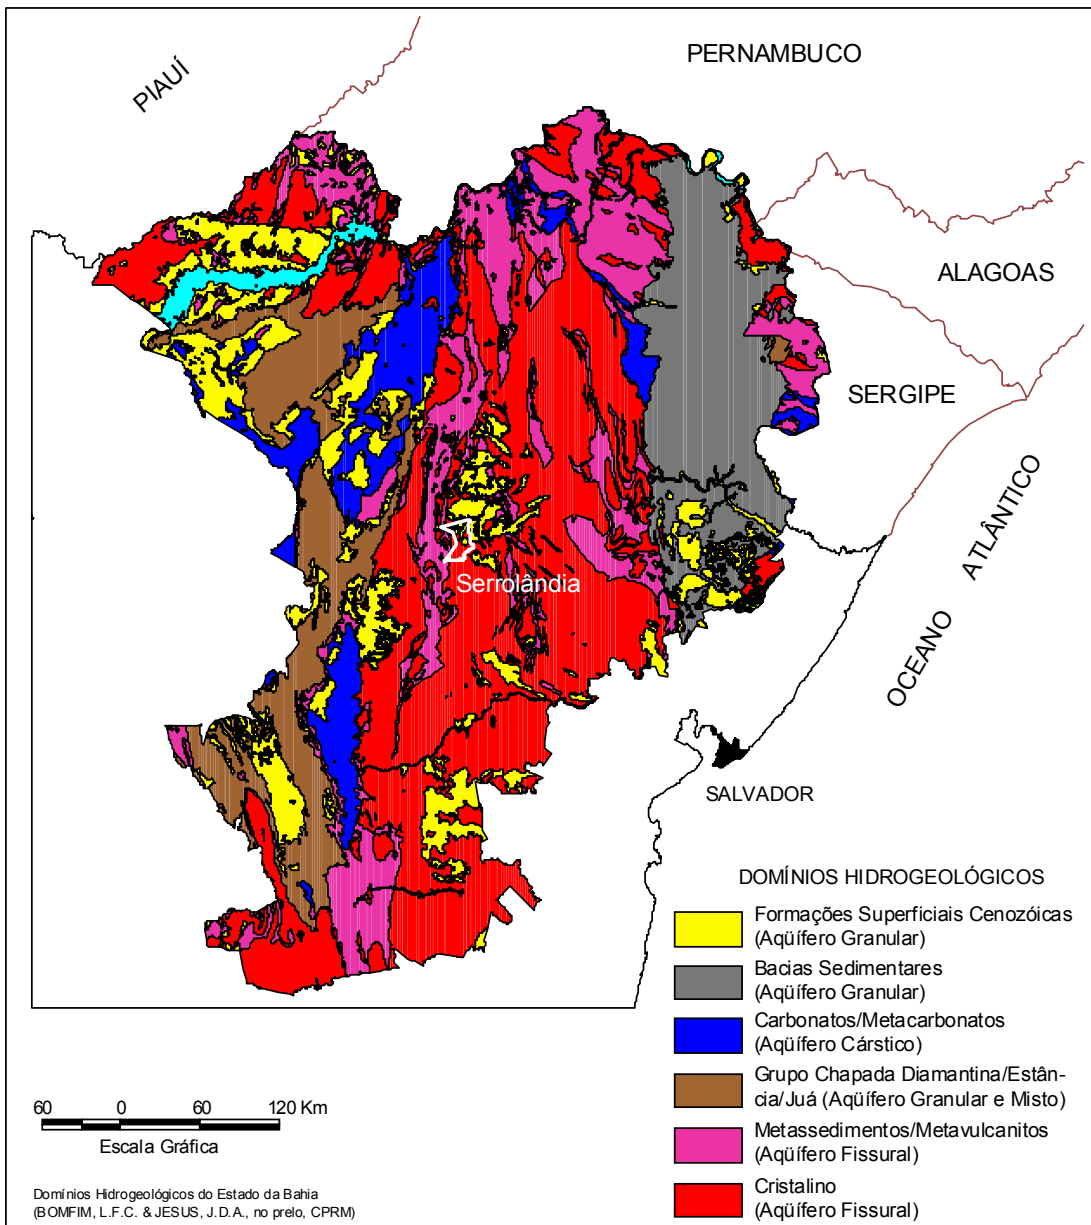 PIAUÍ
PERNAMBUCO
ALAGOAS
SERGIPE
OCEANO ATLÂNTICO
Serrolândia
SALVADOR
DOMÍNIOS HIDROGEOLÓGICOS
Formações Superficiais Cenozóicas
(Aqüífero Granular)
Bacias Sedimentares
(Aqüífero Granular)
Carbonatos/Metacarbonatos
(Aqüífero Cárstico)
Grupo Chapada Diamantina/Estân-
cia/Juá (Aqüífero Granular e Misto)
Metassedimentos/Metavulcanitos
(Aqüífero Fissural)
Cristalino
(Aqüífero Fissural)
60 0 60 120 Km
Escala Gráfica
Domínios Hidrogeológicos do Estado da Bahia
(BOMFIM, L.F.C. & JESUS, J.D.A., no prelo, CPRM)